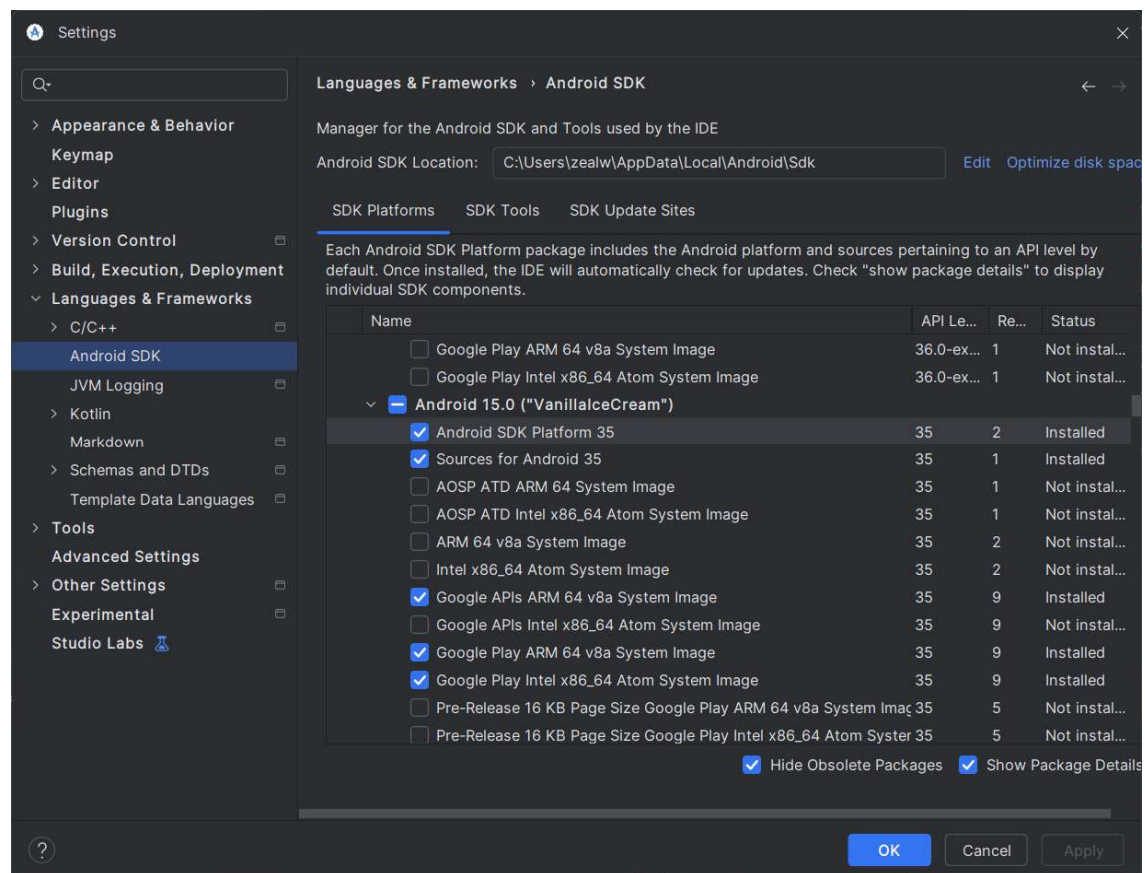 Settings
Languages & Frameworks › Android SDK
Appearance & Behavior
Keymap
Editor
Plugins
Version Control
Build, Execution, Deployment
Languages & Frameworks
C/C++
Android SDK
JVM Logging
Kotlin
Markdown
Schemas and DTDs
Template Data Languages
Tools
Advanced Settings
Other Settings
Experimental
Studio Labs
Manager for the Android SDK and Tools used by the IDE
Android SDK Location: C:\Users\zealw\AppData\Local\Android\Sdk Edit Optimize disk spac
SDK Platforms SDK Tools SDK Update Sites
Each Android SDK Platform package includes the Android platform and sources pertaining to an API level by
default. Once installed, the IDE will automatically check for updates. Check "show package details" to display
individual SDK components.
Name API Le... Re... Status
Google Play ARM 64 v8a System Image 36.0-ex... 1 Not instal...
Google Play Intel x86_64 Atom System Image 36.0-ex... 1 Not instal...
Android 15.0 ("VanillaIceCream")
Android SDK Platform 35 35 2 Installed
Sources for Android 35 35 1 Installed
AOSP ATD ARM 64 System Image 35 1 Not instal...
AOSP ATD Intel x86_64 Atom System Image 35 1 Not instal...
ARM 64 v8a System Image 35 2 Not instal...
Intel x86_64 Atom System Image 35 2 Not instal...
Google APIs ARM 64 v8a System Image 35 9 Installed
Google APIs Intel x86_64 Atom System Image 35 9 Not instal...
Google Play ARM 64 v8a System Image 35 9 Installed
Google Play Intel x86_64 Atom System Image 35 9 Installed
Pre-Release 16 KB Page Size Google Play ARM 64 v8a System Imag 35 5 Not instal...
Pre-Release 16 KB Page Size Google Play Intel x86_64 Atom Syster 35 5 Not instal...
Hide Obsolete Packages Show Package Details
? OK Cancel Apply